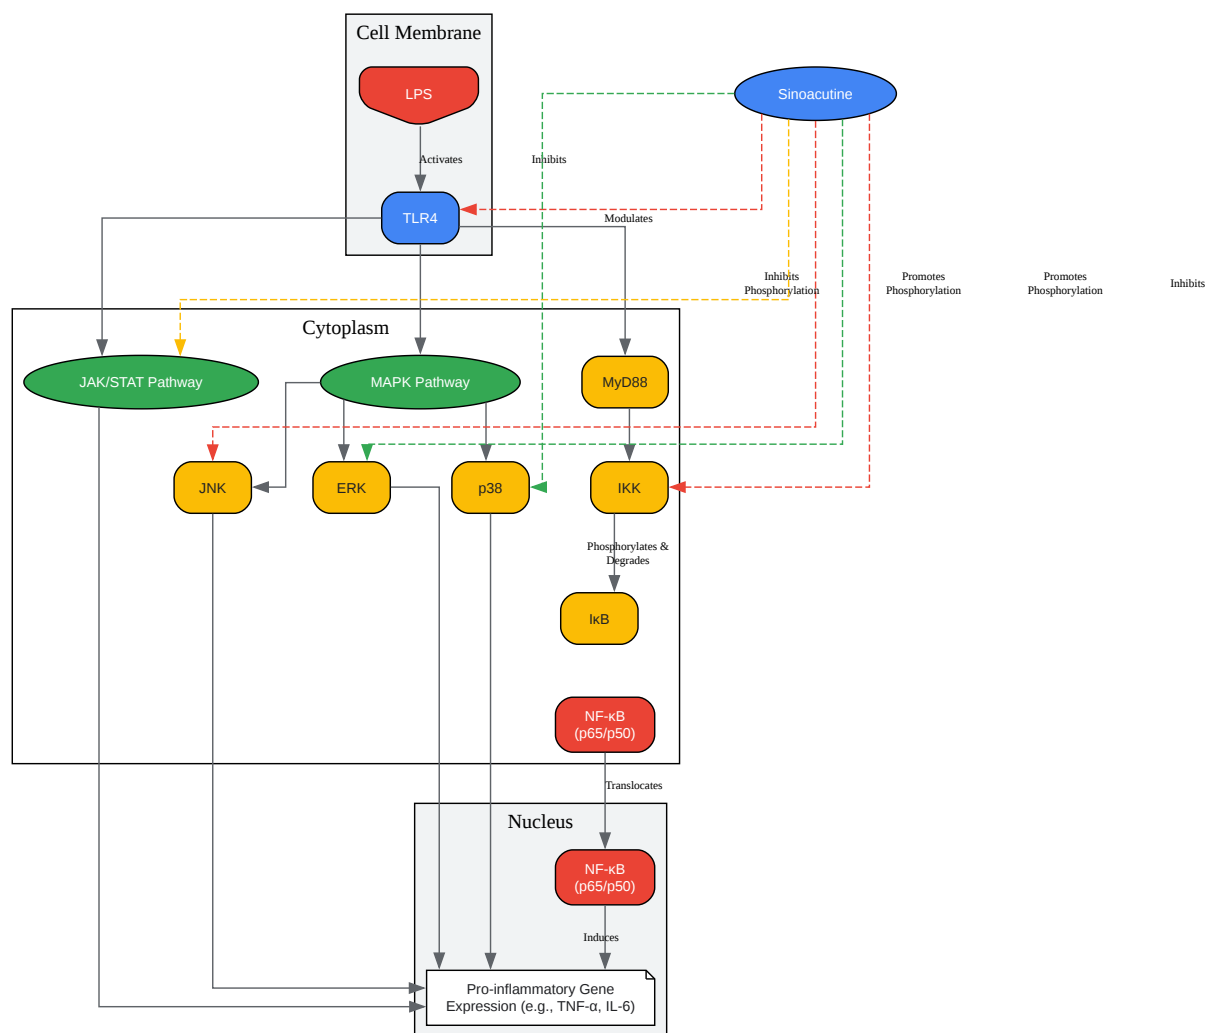 Cell Membrane
LPS
Sinoacutine
Activates
Inhibits
TLR4
Modulates
Inhibits
Phosphorylation
Promotes
Phosphorylation
Promotes
Phosphorylation
Inhibits
Cytoplasm
JAK/STAT Pathway
MAPK Pathway
MyD88
JNK
ERK
p38
IKK
Phosphorylates &
Degrades
IκB
NF-κB
(p65/p50)
Translocates
Nucleus
NF-κB
(p65/p50)
Induces
Pro-inflammatory Gene
Expression (e.g., TNF-α, IL-6)